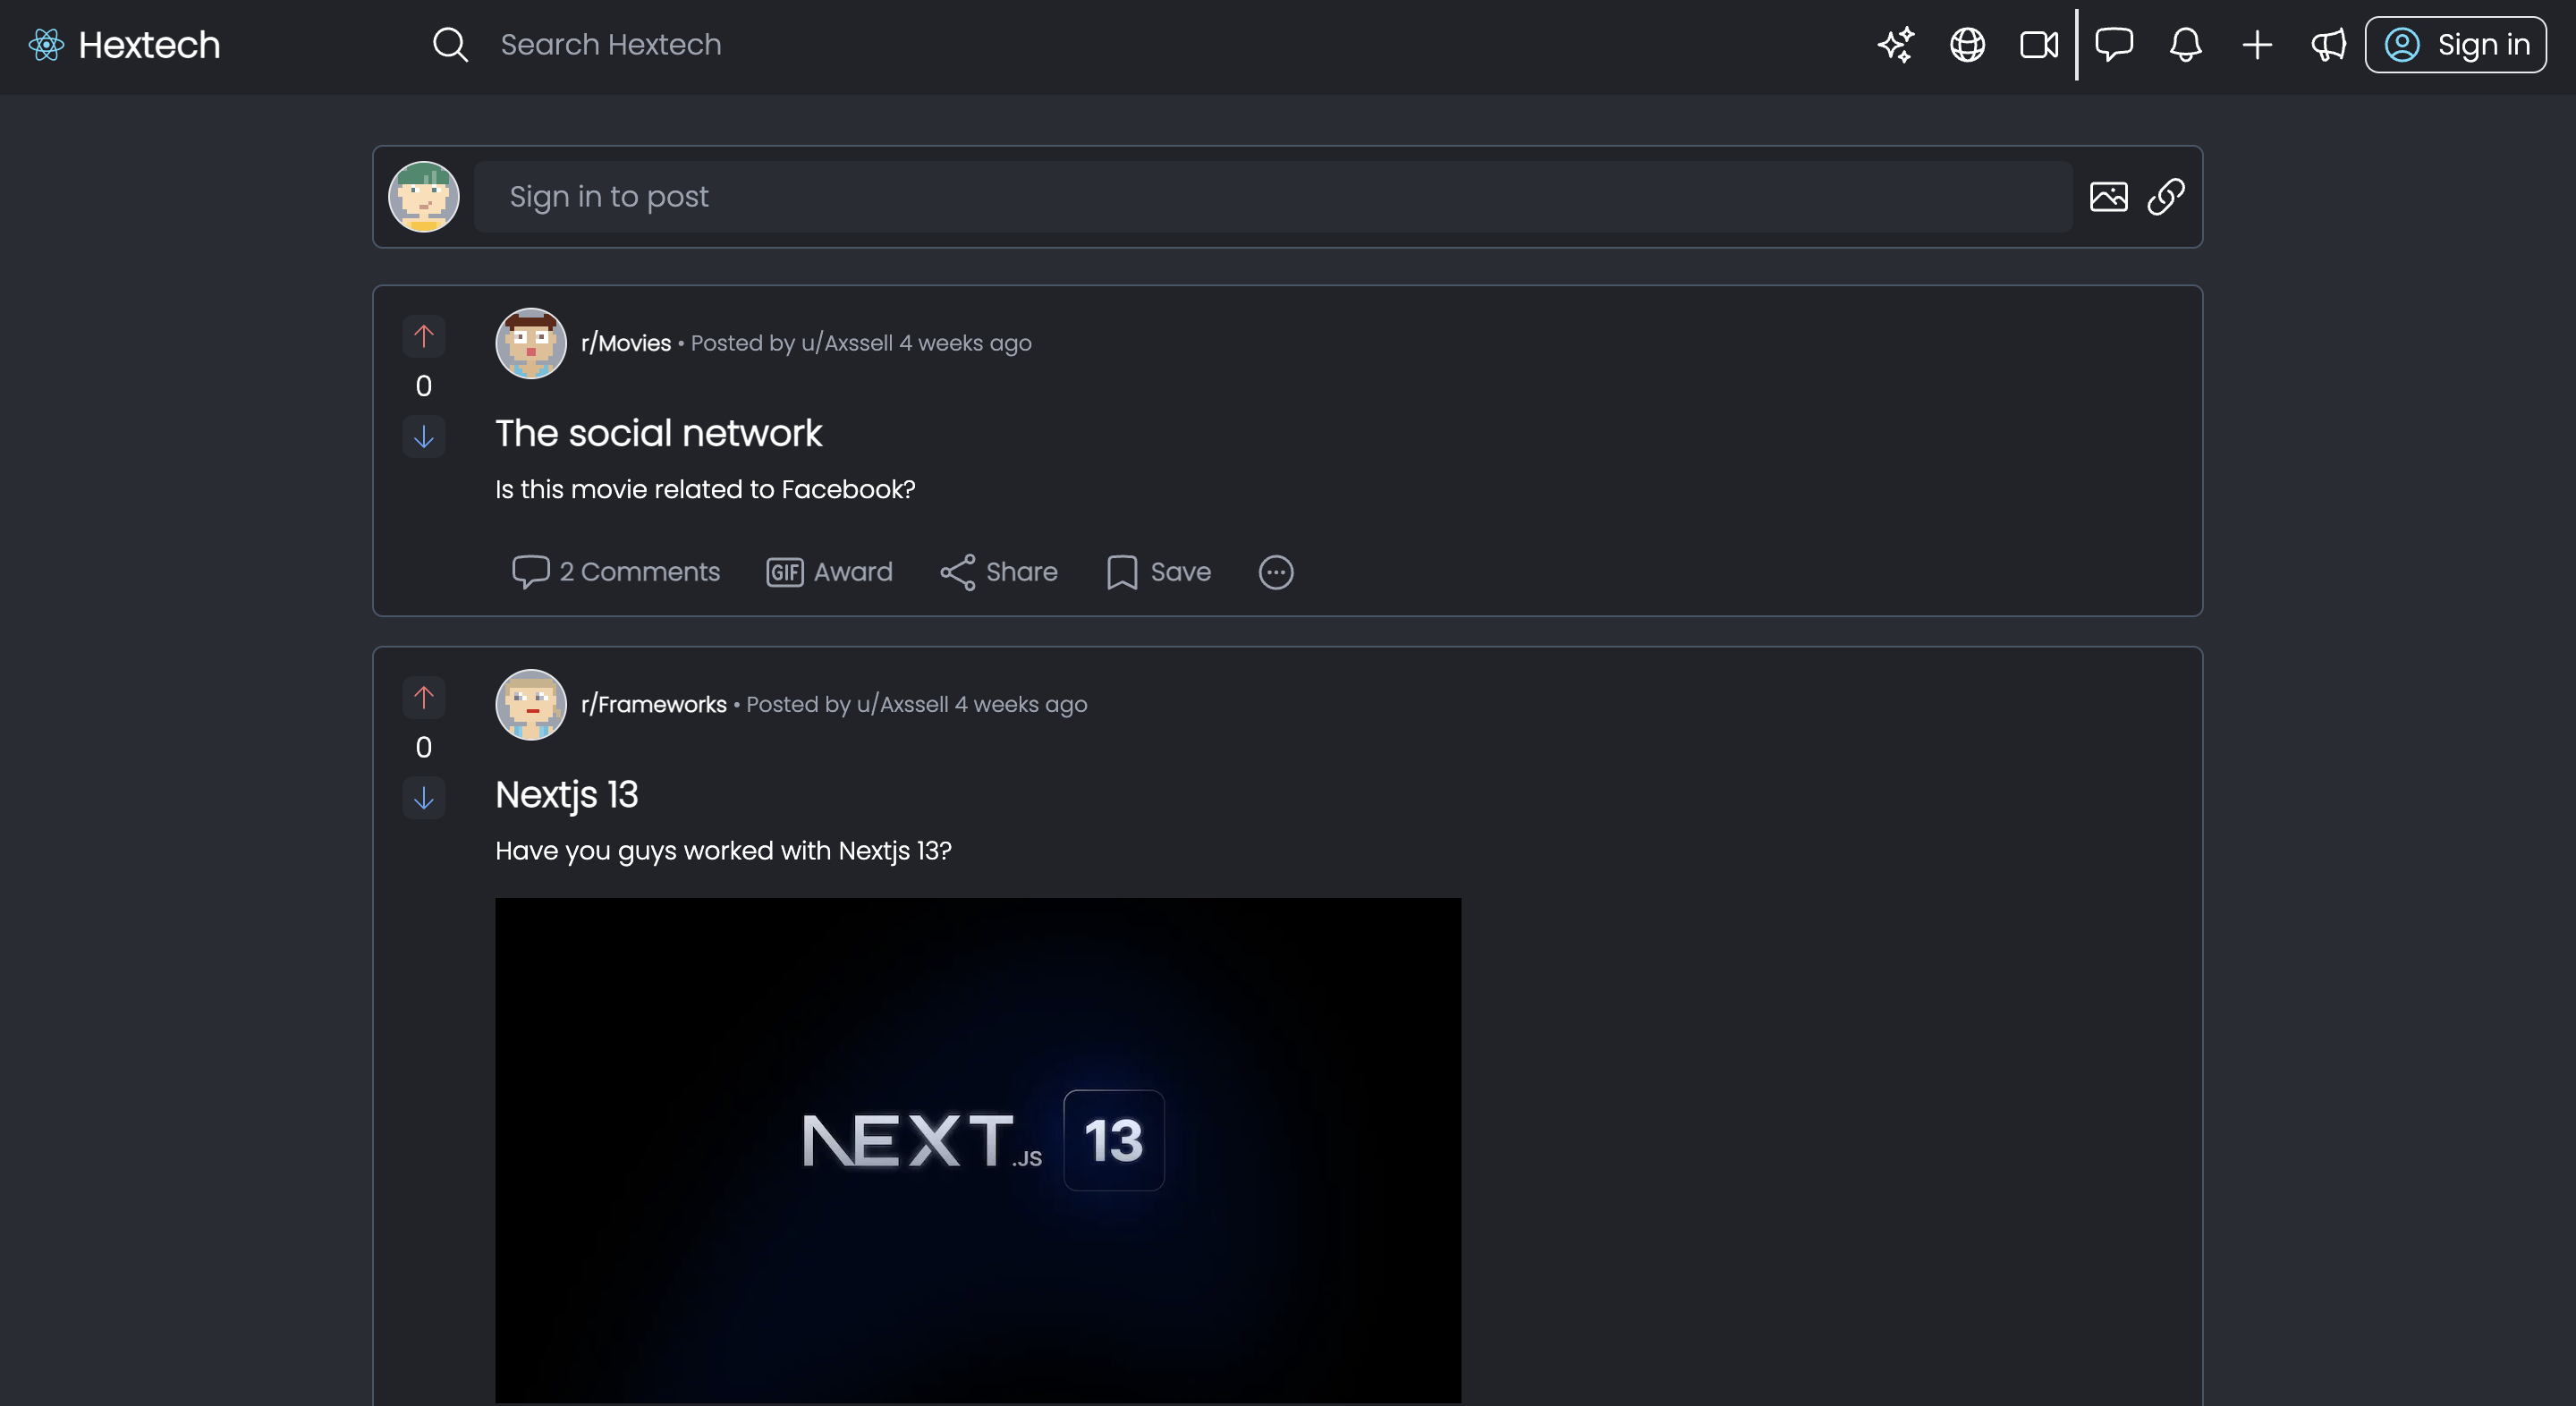 Hextech
Search Hextech
Sign in
Sign in to post
r/Movies • Posted by u/Axssell 4 weeks ago
0
The social network
Is this movie related to Facebook?
2 Comments
GIF Award
Share
Save
r/Frameworks • Posted by u/Axssell 4 weeks ago
0
Nextjs 13
Have you guys worked with Nextjs 13?
NEXT.JS 13